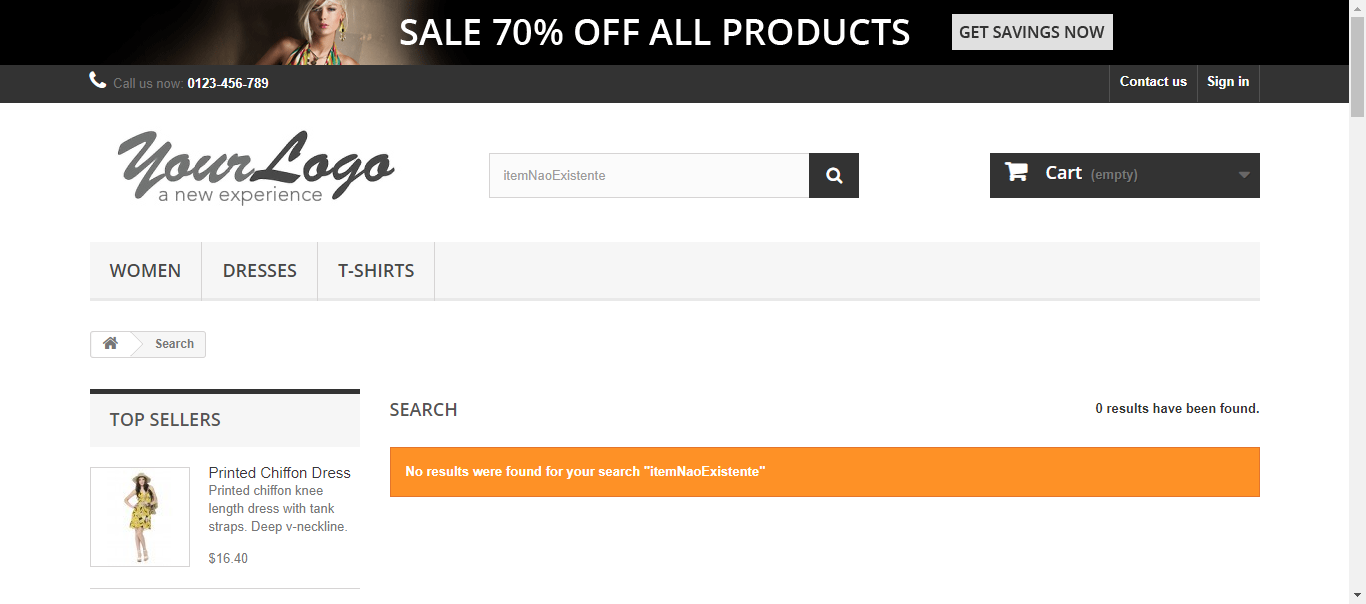 SALE 70% OFF ALL PRODUCTS
GET SAVINGS NOW
Call us now: 0123-456-789
Contact us
Sign in
YourLogo
a new experience
itemNaoExistente
Cart (empty)
WOMEN
DRESSES
T-SHIRTS
Search
TOP SELLERS
Printed Chiffon Dress
Printed chiffon knee
length dress with tank
straps. Deep v-neckline.
$16.40
SEARCH
0 results have been found.
No results were found for your search "itemNaoExistente"